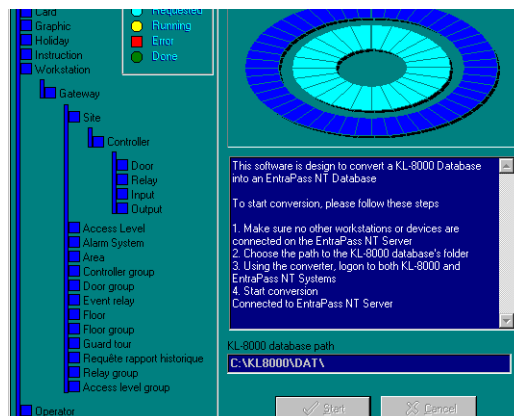 Card
Graphic
Holiday
Instruction
Workstation
Gateway
Site
Controller
Door
Relay
Input
Output
Access Level
Alarm System
Area
Controller group
Door group
Event relay
Floor
Floor group
Guard tour
Requête rapport historique
Relay group
Access level group
Operator
Requested
Running
Error
Done
This software is design to convert a KL-8000 Database
into an EntraPass NT Database
To start conversion, please follow these steps
1. Make sure no other workstations or devices are
connected on the EntraPass NT Server
2. Choose the path to the KL-8000 database's folder
3. Using the converter, logon to both KL-8000 and
EntraPass NT Systems
4. Start conversion
Connected to EntraPass NT Server
KL-8000 database path
C:\KL8000\DAT\
Start
Cancel